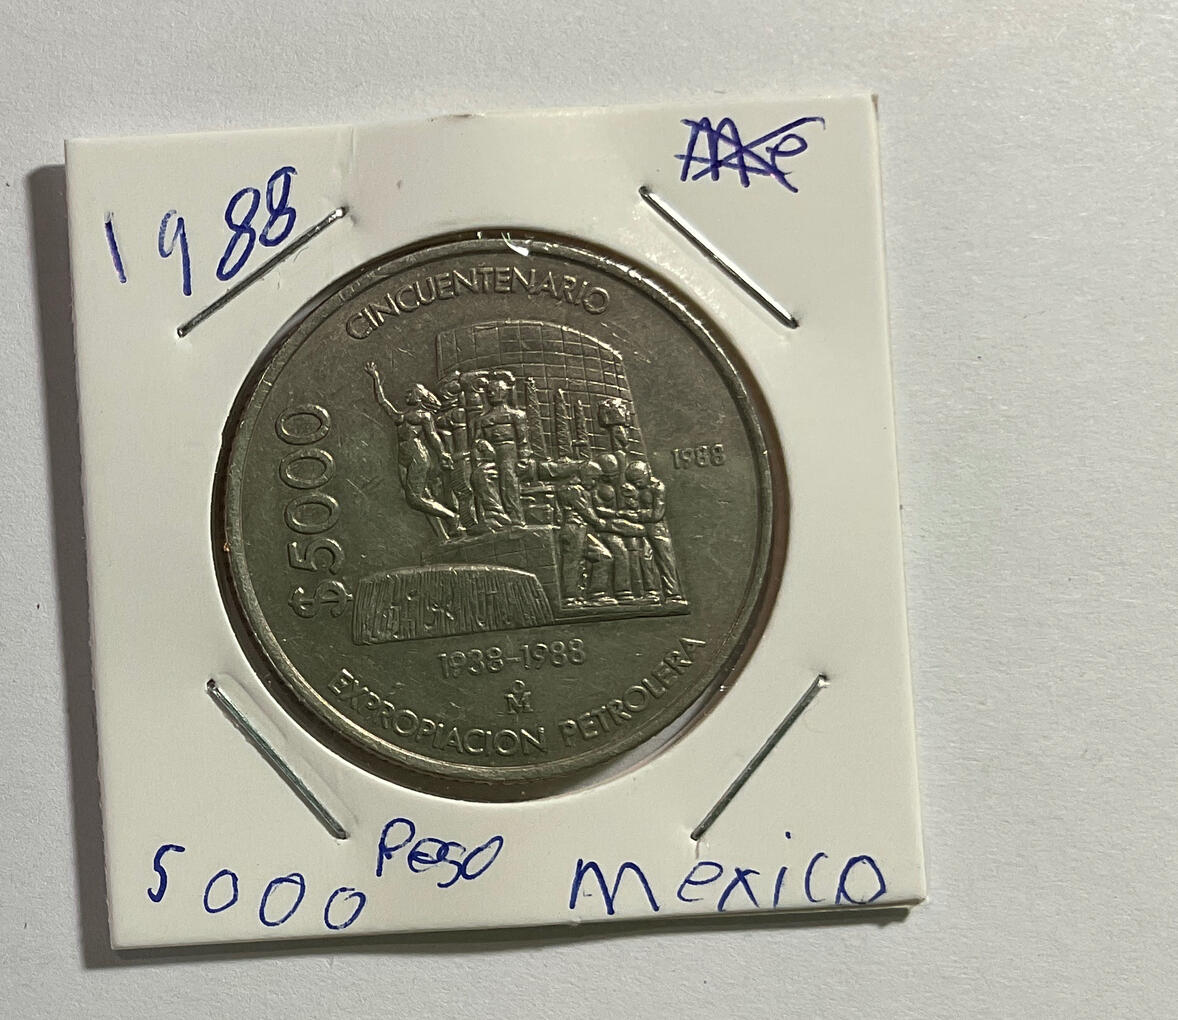 1988
CINCUENTENARIO
$5000
1988
1938-1988
Mo
EXPROPIACION PETROLERA
5000 Peso
Mexico